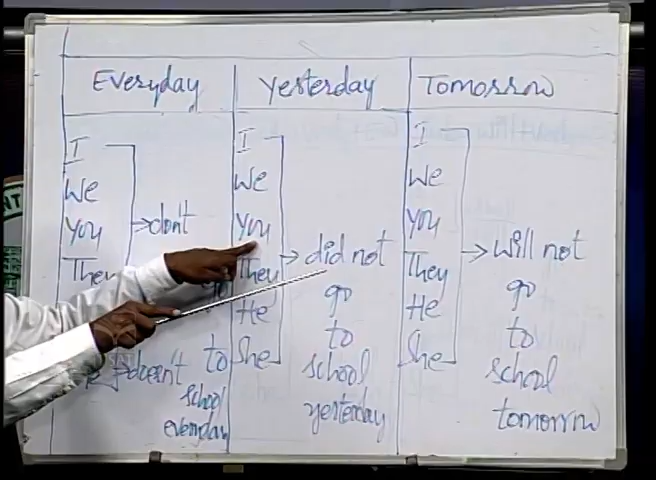 Everyday Yesterday Tomorrow
I
We
You
They
don't
doesn't
to
school
everyday
I
We
You
They
He
She
did not
go
to
school
yesterday
I
We
You
They
He
She
will not
go
to
school
tomorrow